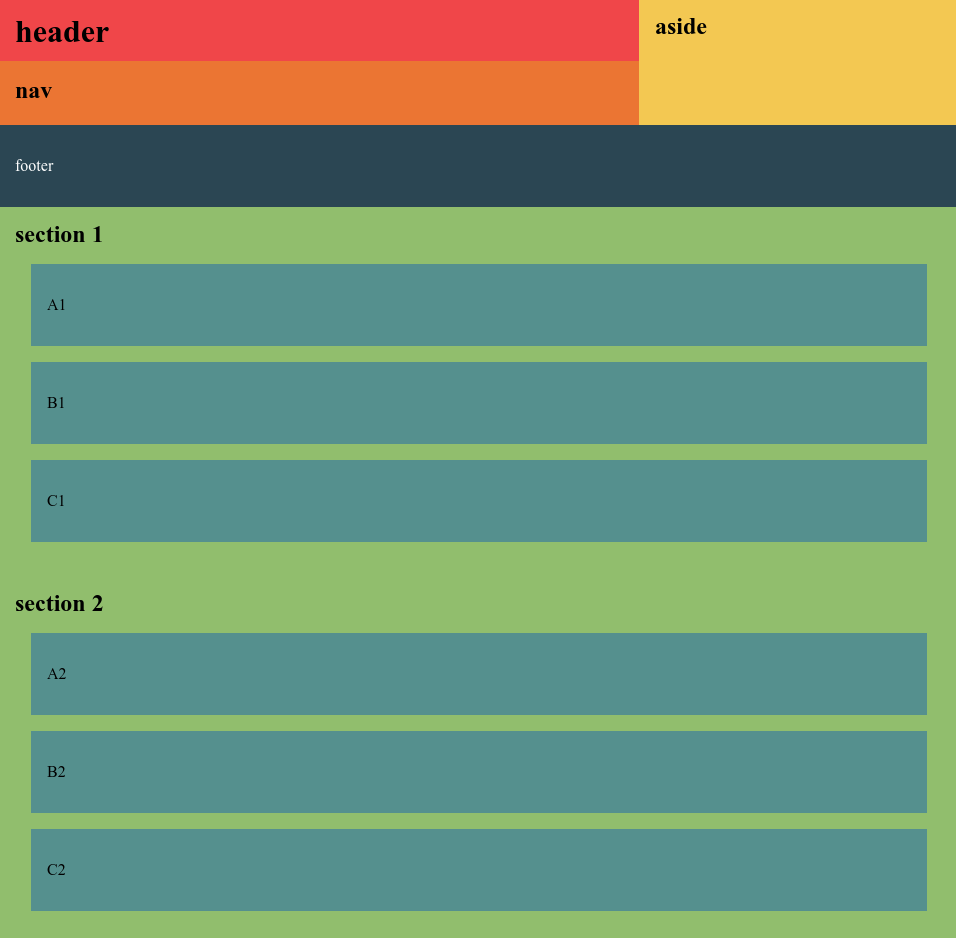 header
aside
nav
footer
section 1
A1
B1
C1
section 2
A2
B2
C2